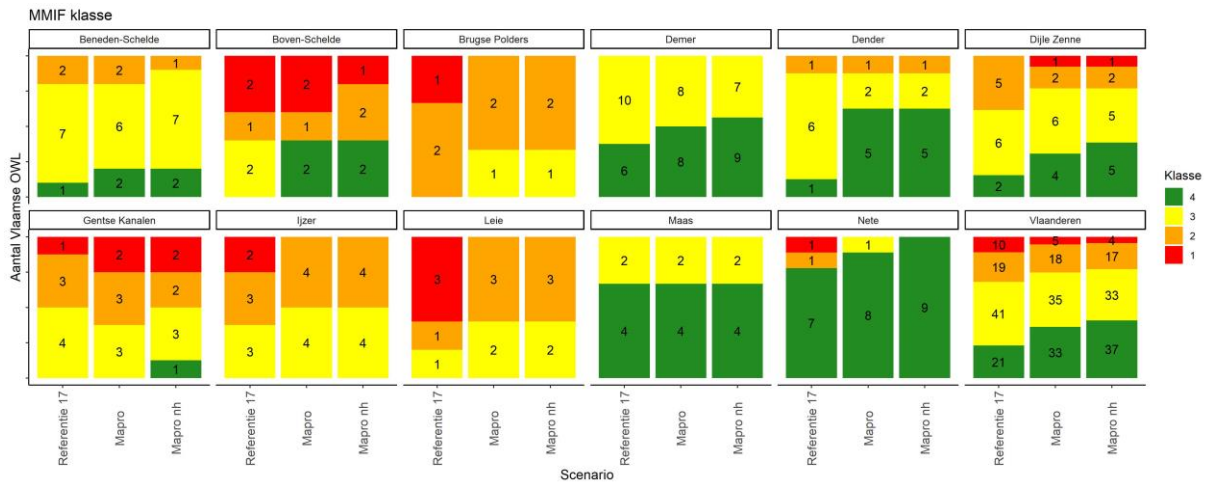 MMIF klasse
Beneden-Schelde Boven-Schelde Brugse Polders Demer Dender Dijle Zenne
2 2 1 2 2 1 1 2 2 10 8 7 1 1 1 5 1 1
7 6 7 1 1 2 2 1 1 6 8 9 6 2 2 6 2 2
1 2 2 2 2 2 1 5 5 2 6 5
4 5
Gentse Kanalen Ijzer Leie Maas Nete Vlaanderen
1 2 2 2 4 4 3 3 3 2 2 2 1 1 9 10 5 4
3 3 2 3 4 4 1 2 2 4 4 4 1 8 19 18 17
4 3 3 3 1 7 41 35 33
1 21 33 37
Referentie 17 Mapro Mapro nh Referentie 17 Mapro Mapro nh Referentie 17 Mapro Mapro nh Referentie 17 Mapro Mapro nh Referentie 17 Mapro Mapro nh Referentie 17 Mapro Mapro nh
Scenario
Aantal Vlaamse OWL
Klasse
4
3
2
1